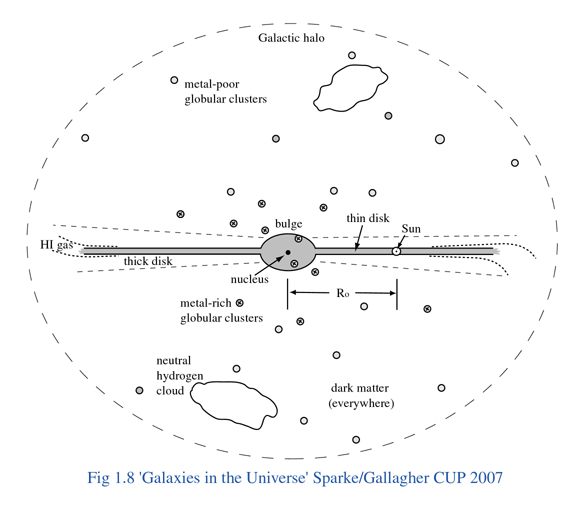 Galactic halo
metal-poor
globular clusters
bulge
thin disk
Sun
HI gas
thick disk
nucleus
Ro
metal-rich
globular clusters
neutral
hydrogen
cloud
dark matter
(everywhere)
Fig 1.8 'Galaxies in the Universe' Sparke/Gallagher CUP 2007